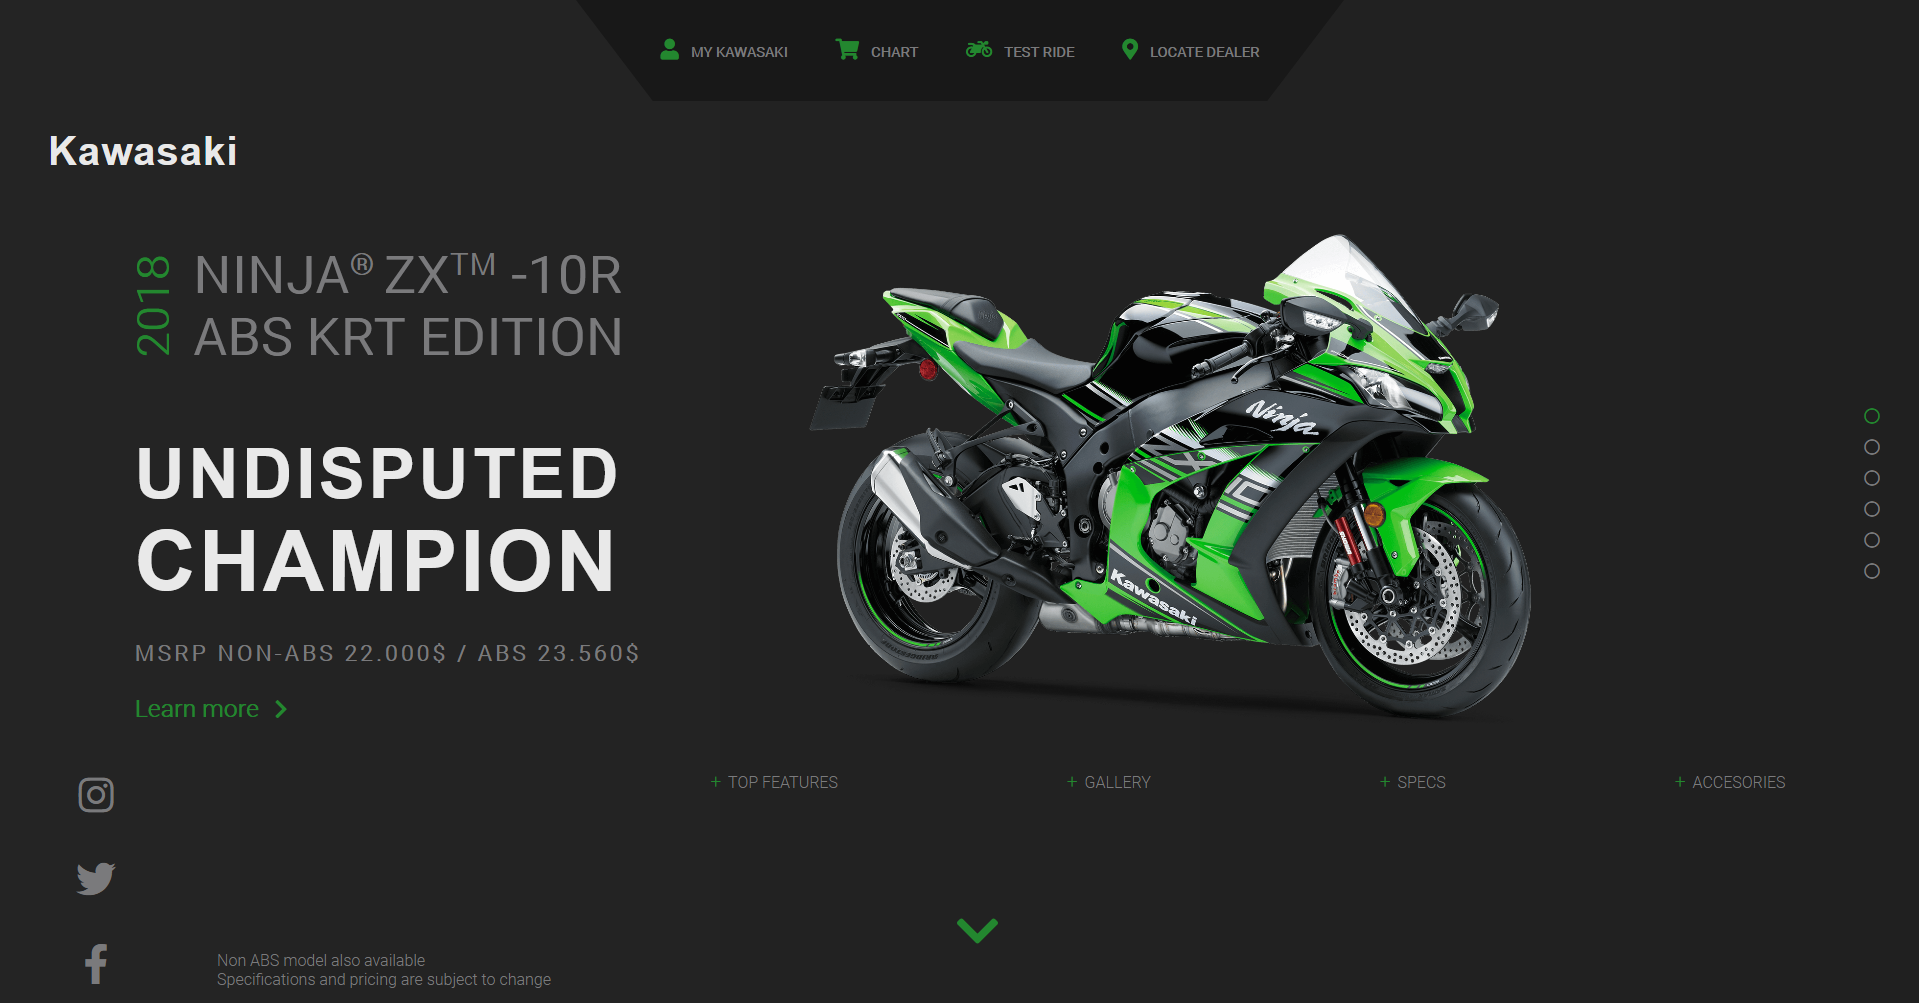 MY KAWASAKI
CHART
TEST RIDE
LOCATE DEALER
Kawasaki
2018
NINJA® ZX™ -10R
ABS KRT EDITION
UNDISPUTED
CHAMPION
MSRP NON-ABS 22.000$ / ABS 23.560$
Learn more
Ninja
Kawasaki
+ TOP FEATURES
+ GALLERY
+ SPECS
+ ACCESORIES
Non ABS model also available
Specifications and pricing are subject to change